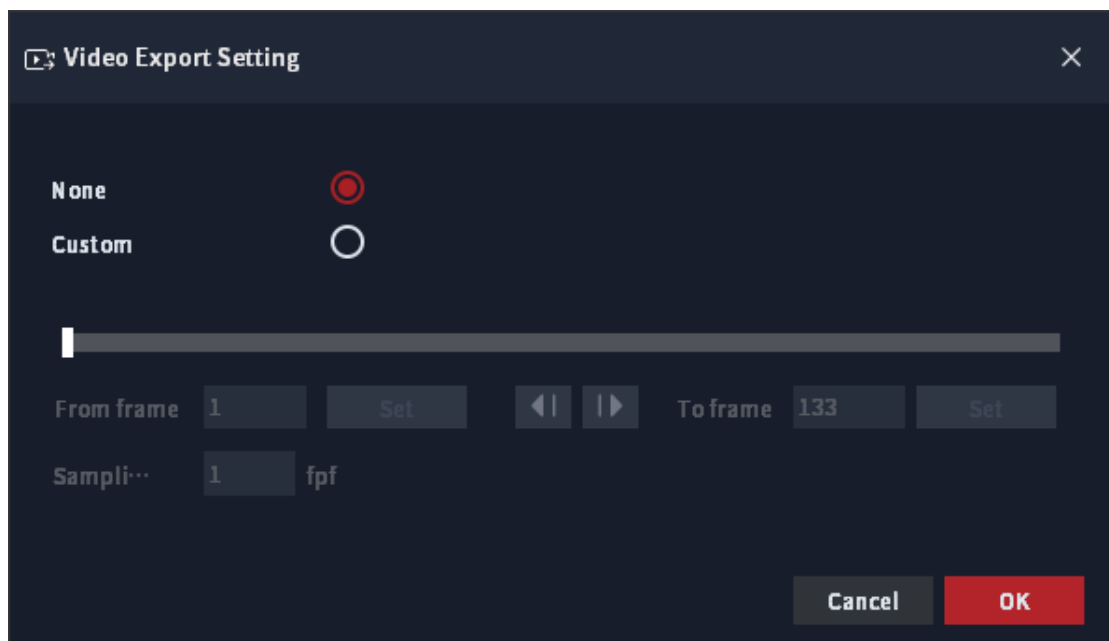 Video Export Setting
None
Custom
From frame 1 Set To frame 133 Set
Sampli… 1 fpf
Cancel OK